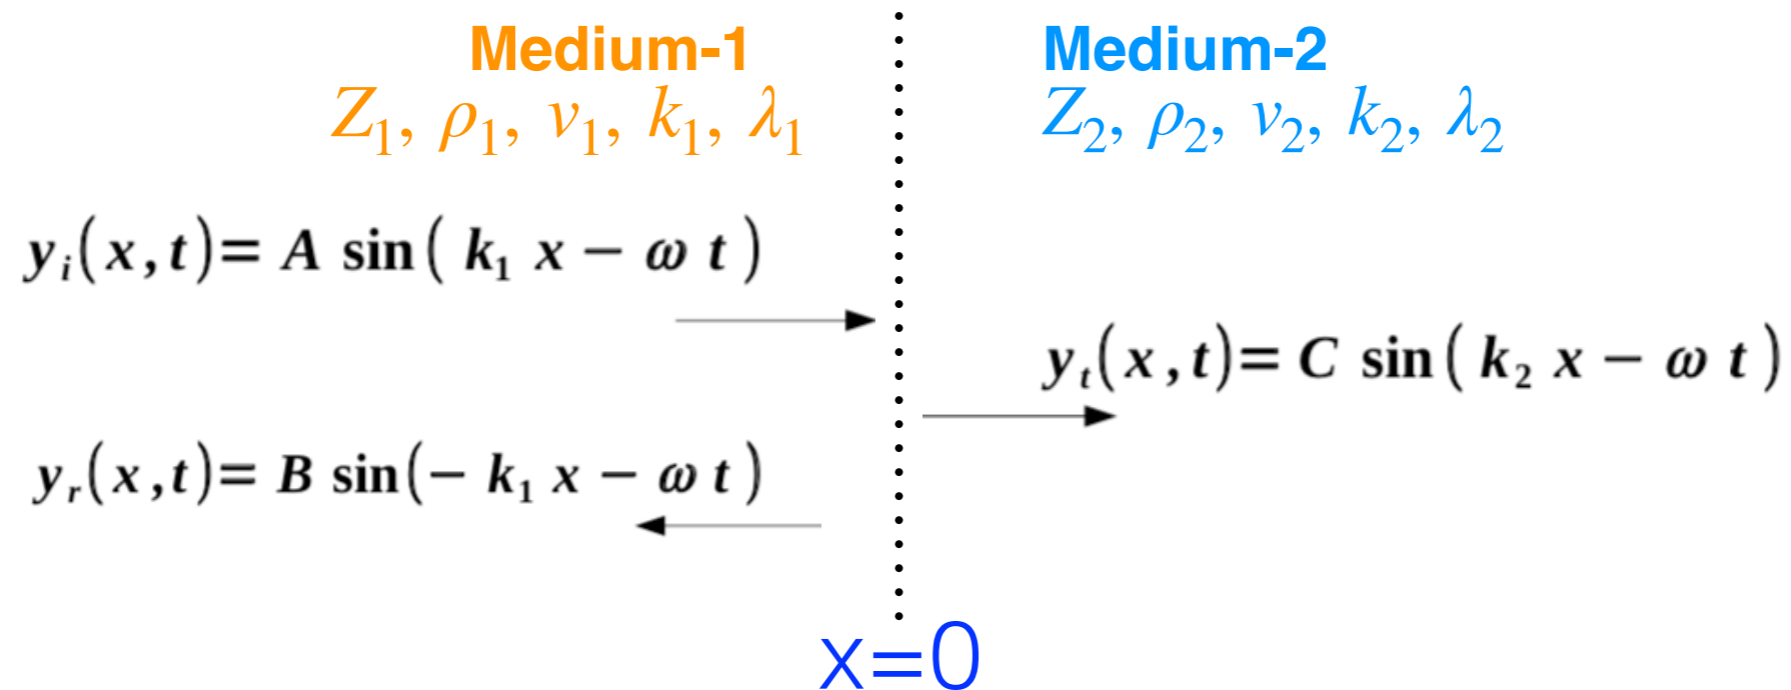 Medium-1
Z₁, ρ₁, v₁, k₁, λ₁
Medium-2
Z₂, ρ₂, v₂, k₂, λ₂
yᵢ(x,t)= A sin( k₁ x − ω t )
yₜ(x,t)= C sin( k₂ x − ω t )
yᵣ(x,t)= B sin(− k₁ x − ω t )
x=0